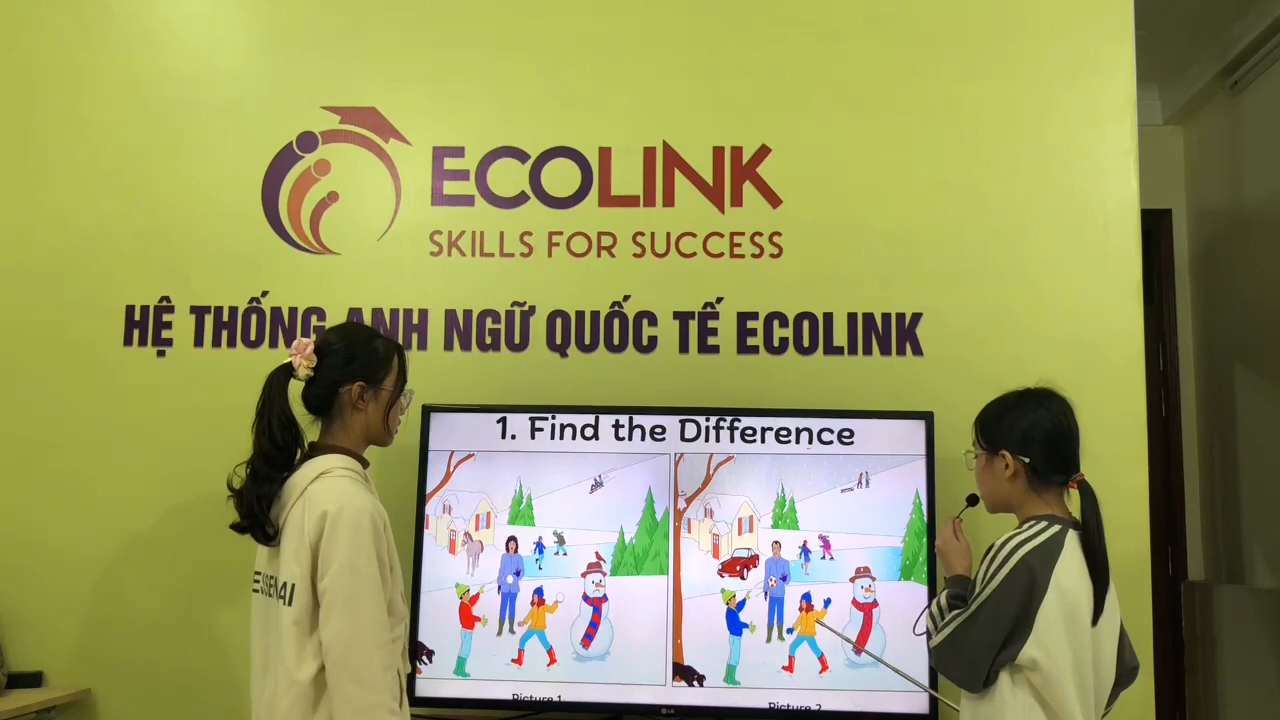 ECOLINK
SKILLS FOR SUCCESS
HỆ THỐNG ANH NGỮ QUỐC TẾ ECOLINK
1. Find the Difference
Picture 1
Picture 2
LG